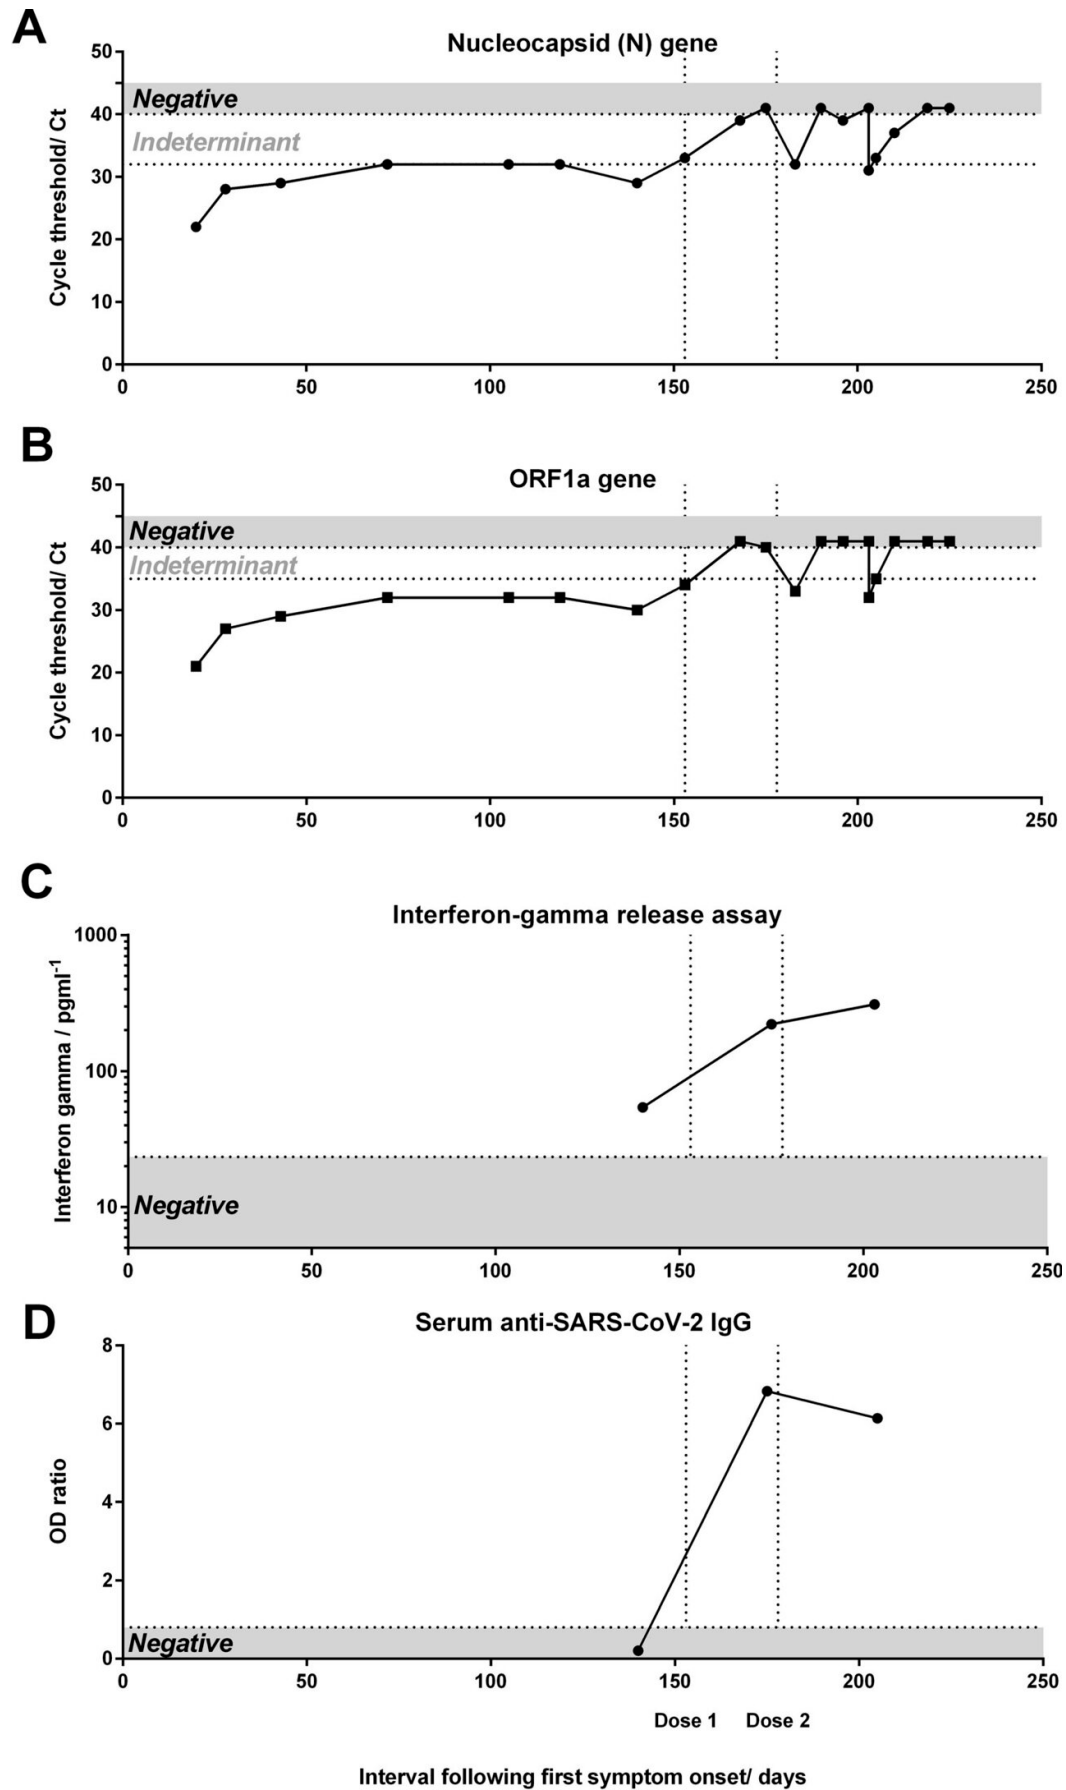 A
Nucleocapsid (N) gene
50
Negative
40
Indeterminant
30
20
10
0
Cycle threshold/ Ct
0 50 100 150 200 250
B
ORF1a gene
50
Negative
40
Indeterminant
30
20
10
0
Cycle threshold/ Ct
0 50 100 150 200 250
C
Interferon-gamma release assay
1000
100
10
Negative
Interferon gamma / pgml-1
0 50 100 150 200 250
D
Serum anti-SARS-CoV-2 IgG
8
6
4
2
Negative
0
OD ratio
0 50 100 150 200 250
Dose 1 Dose 2
Interval following first symptom onset/ days